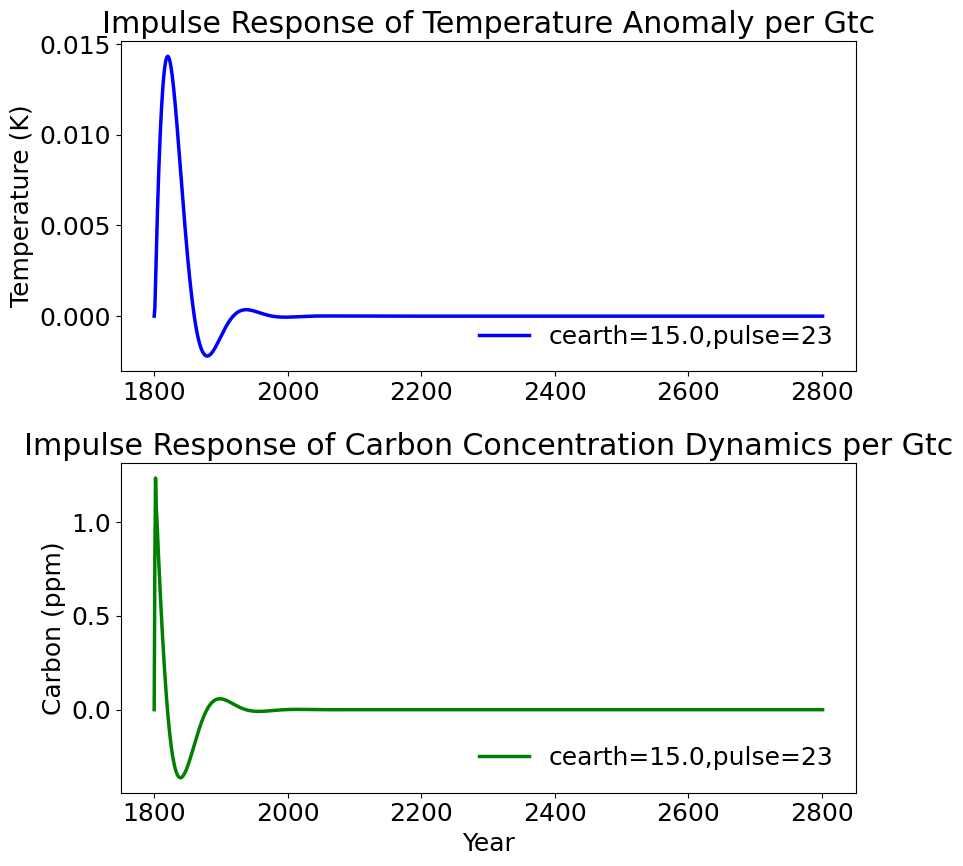 Impulse Response of Temperature Anomaly per Gtc
0.015
0.010
0.005
0.000
Temperature (K)
cearth=15.0,pulse=23
1800 2000 2200 2400 2600 2800
Impulse Response of Carbon Concentration Dynamics per Gtc
1.0
0.5
0.0
Carbon (ppm)
cearth=15.0,pulse=23
1800 2000 2200 2400 2600 2800
Year